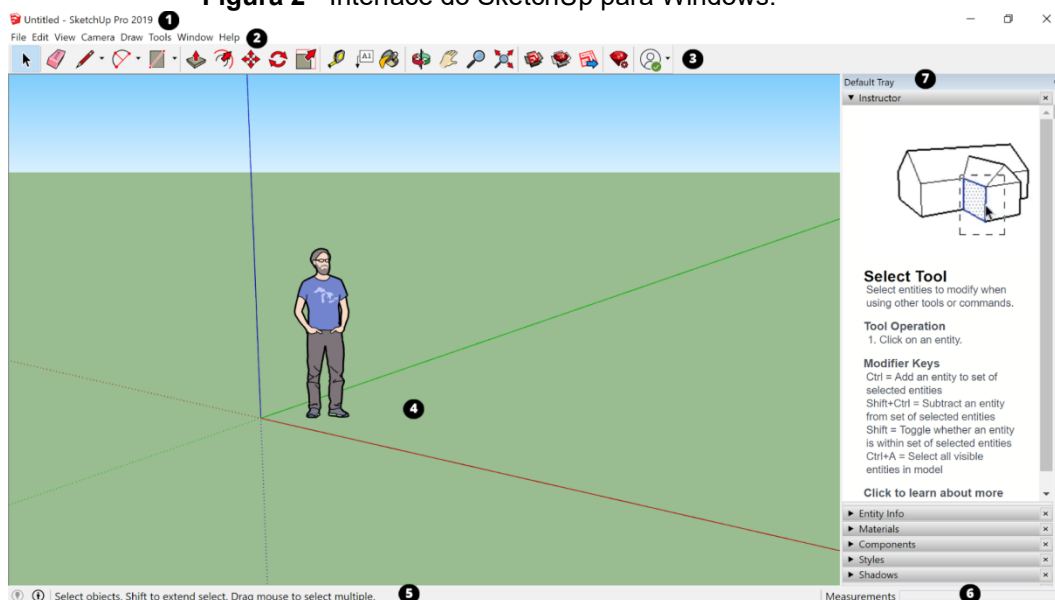 Figura 2 - Interface do SketchUp para Windows.
Untitled - SketchUp Pro 2019 1
File Edit View Camera Draw Tools Window Help 2
A1
3
Default Tray 7
Instructor
Select Tool
Select entities to modify when
using other tools or commands.
Tool Operation
1. Click on an entity.
Modifier Keys
Ctrl = Add an entity to set of
selected entities
Shift+Ctrl = Subtract an entity
from set of selected entities
Shift = Toggle whether an entity
is within set of selected entities
Ctrl+A = Select all visible
entities in model
Click to learn about more
4
Entity Info
Materials
Components
Styles
Shadows
Select objects. Shift to extend select. Drag mouse to select multiple. 5
Measurements 6